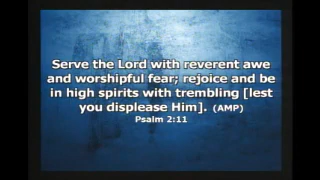 Serve the Lord with reverent awe
and worshipful fear; rejoice and be
in high spirits with trembling [lest
you displease Him]. (AMP)
Psalm 2:11